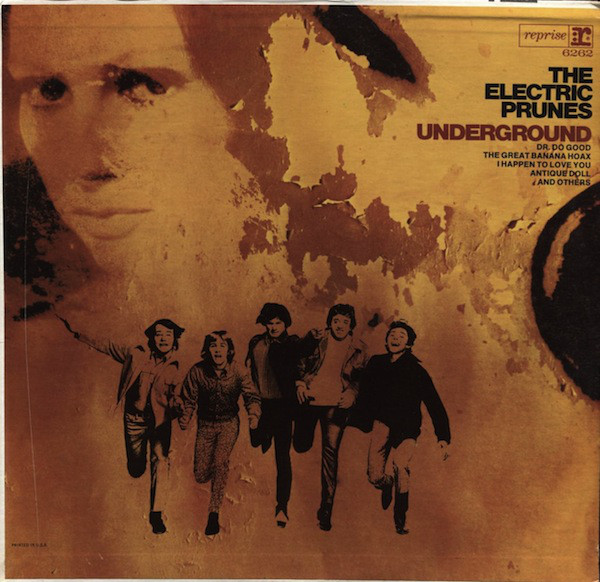 reprise
6262
THE
ELECTRIC
PRUNES
UNDERGROUND
DR. DO GOOD
THE GREAT BANANA HOAX
I HAPPEN TO LOVE YOU
ANTIQUE DOLL
AND OTHERS